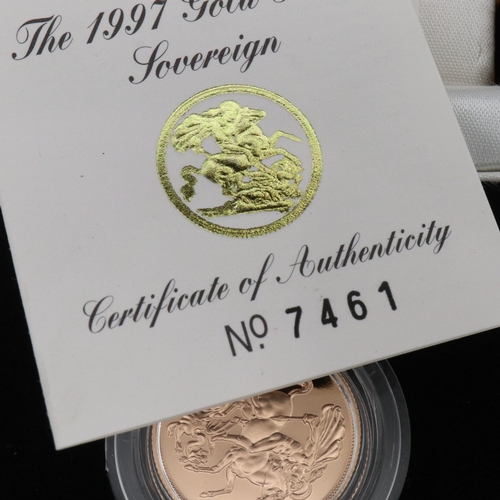 The 1997 Gold
Sovereign
Certificate of Authenticity
Nº 7461